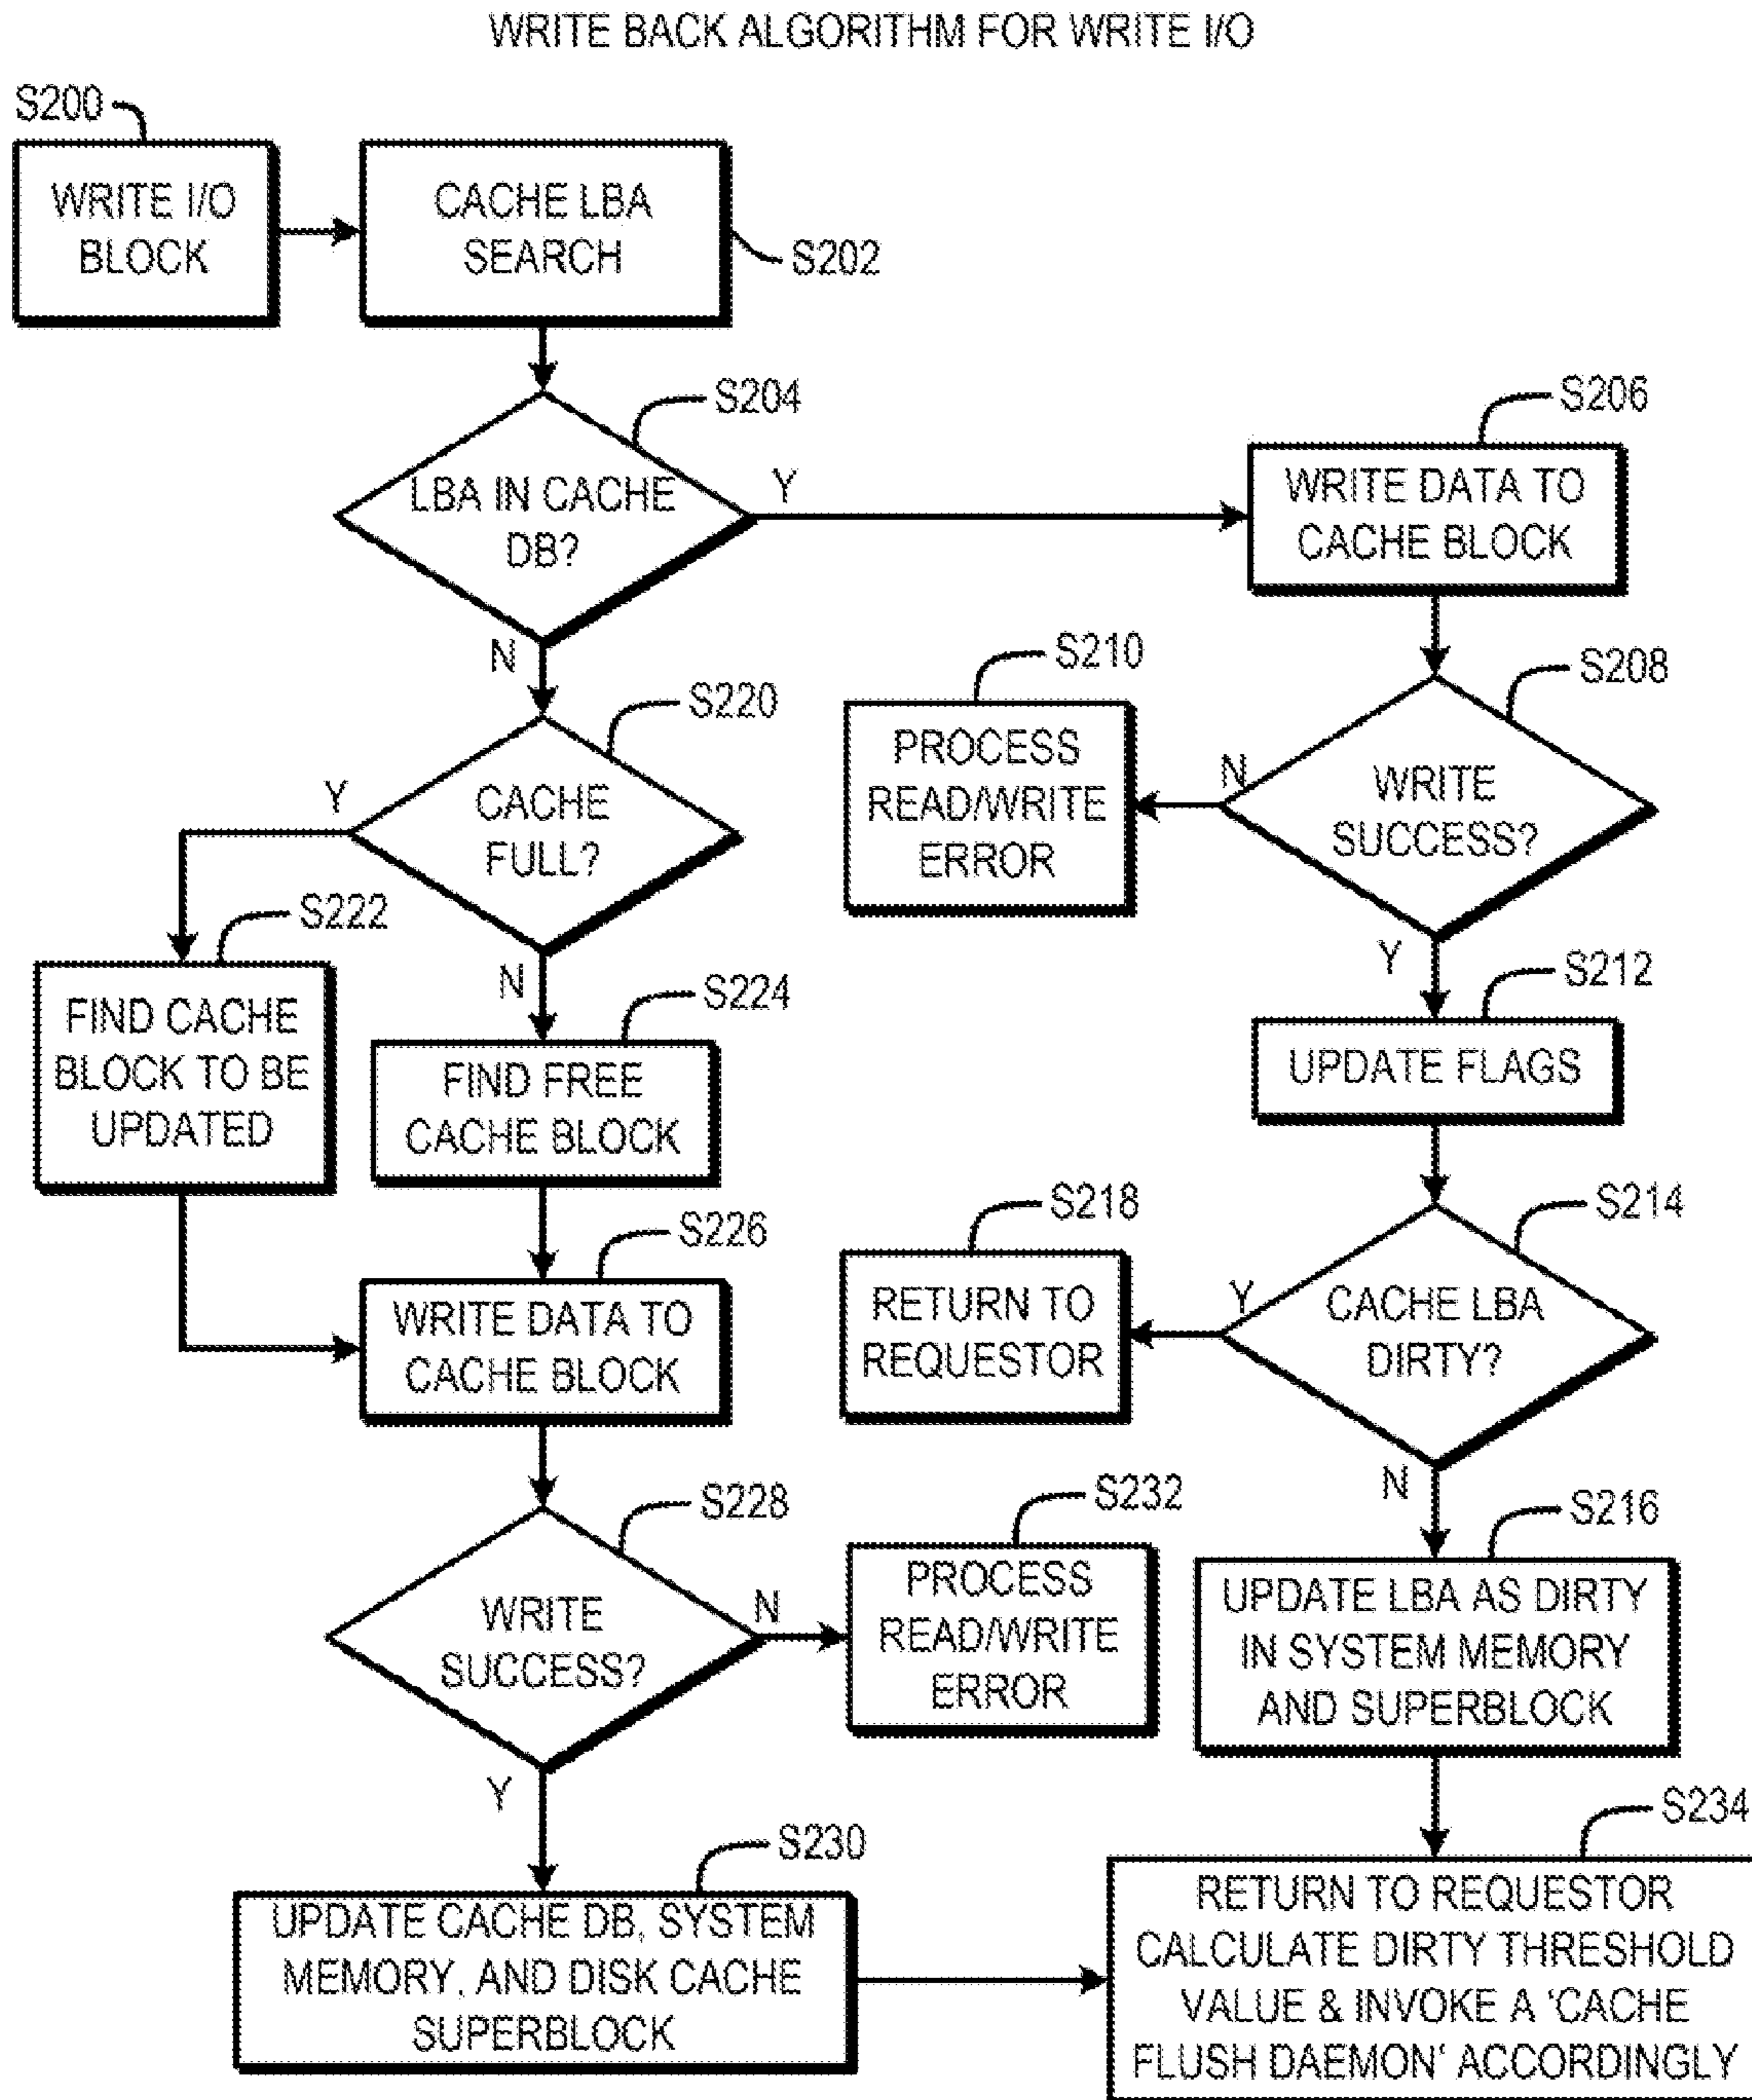 WRITE BACK ALGORITHM FOR WRITE I/O
S200
WRITE I/O
BLOCK
CACHE LBA
SEARCH
S202
S204
LBA IN CACHE
DB?
Y
N
S206
WRITE DATA TO
CACHE BLOCK
S208
WRITE
SUCCESS?
N
Y
S210
PROCESS
READ/WRITE
ERROR
S220
CACHE
FULL?
Y
N
S222
FIND CACHE
BLOCK TO BE
UPDATED
S224
FIND FREE
CACHE BLOCK
S212
UPDATE FLAGS
S214
CACHE LBA
DIRTY?
Y
N
S218
RETURN TO
REQUESTOR
S226
WRITE DATA TO
CACHE BLOCK
S228
WRITE
SUCCESS?
N
Y
S232
PROCESS
READ/WRITE
ERROR
S216
UPDATE LBA AS DIRTY
IN SYSTEM MEMORY
AND SUPERBLOCK
S230
UPDATE CACHE DB, SYSTEM
MEMORY, AND DISK CACHE
SUPERBLOCK
S234
RETURN TO REQUESTOR
CALCULATE DIRTY THRESHOLD
VALUE & INVOKE A 'CACHE
FLUSH DAEMON' ACCORDINGLY